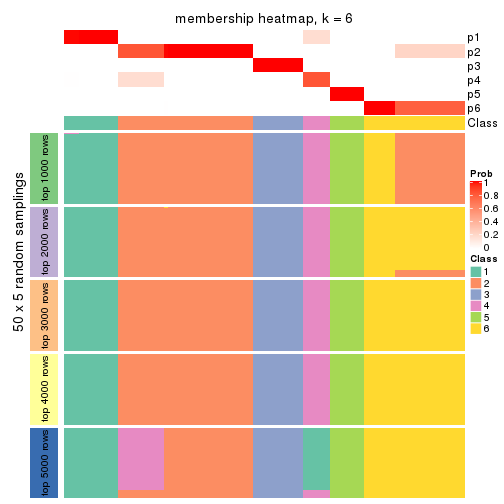 membership heatmap, k = 6
p1
p2
p3
p4
p5
p6
Class
50 x 5 random samplings
top 1000 rows
top 2000 rows
top 3000 rows
top 4000 rows
top 5000 rows
Prob
1
0.8
0.6
0.4
0.2
0
Class
1
2
3
4
5
6